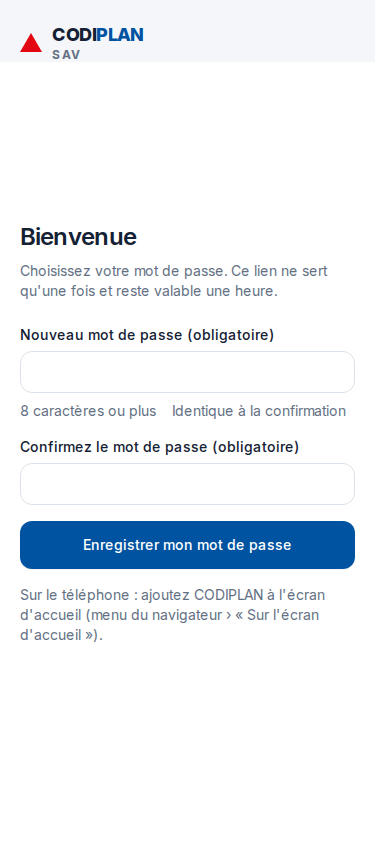 CODIPLAN
SAV
Bienvenue
Choisissez votre mot de passe. Ce lien ne sert
qu'une fois et reste valable une heure.
Nouveau mot de passe (obligatoire)
8 caractères ou plus Identique à la confirmation
Confirmez le mot de passe (obligatoire)
Enregistrer mon mot de passe
Sur le téléphone : ajoutez CODIPLAN à l'écran
d'accueil (menu du navigateur › « Sur l'écran
d'accueil »).